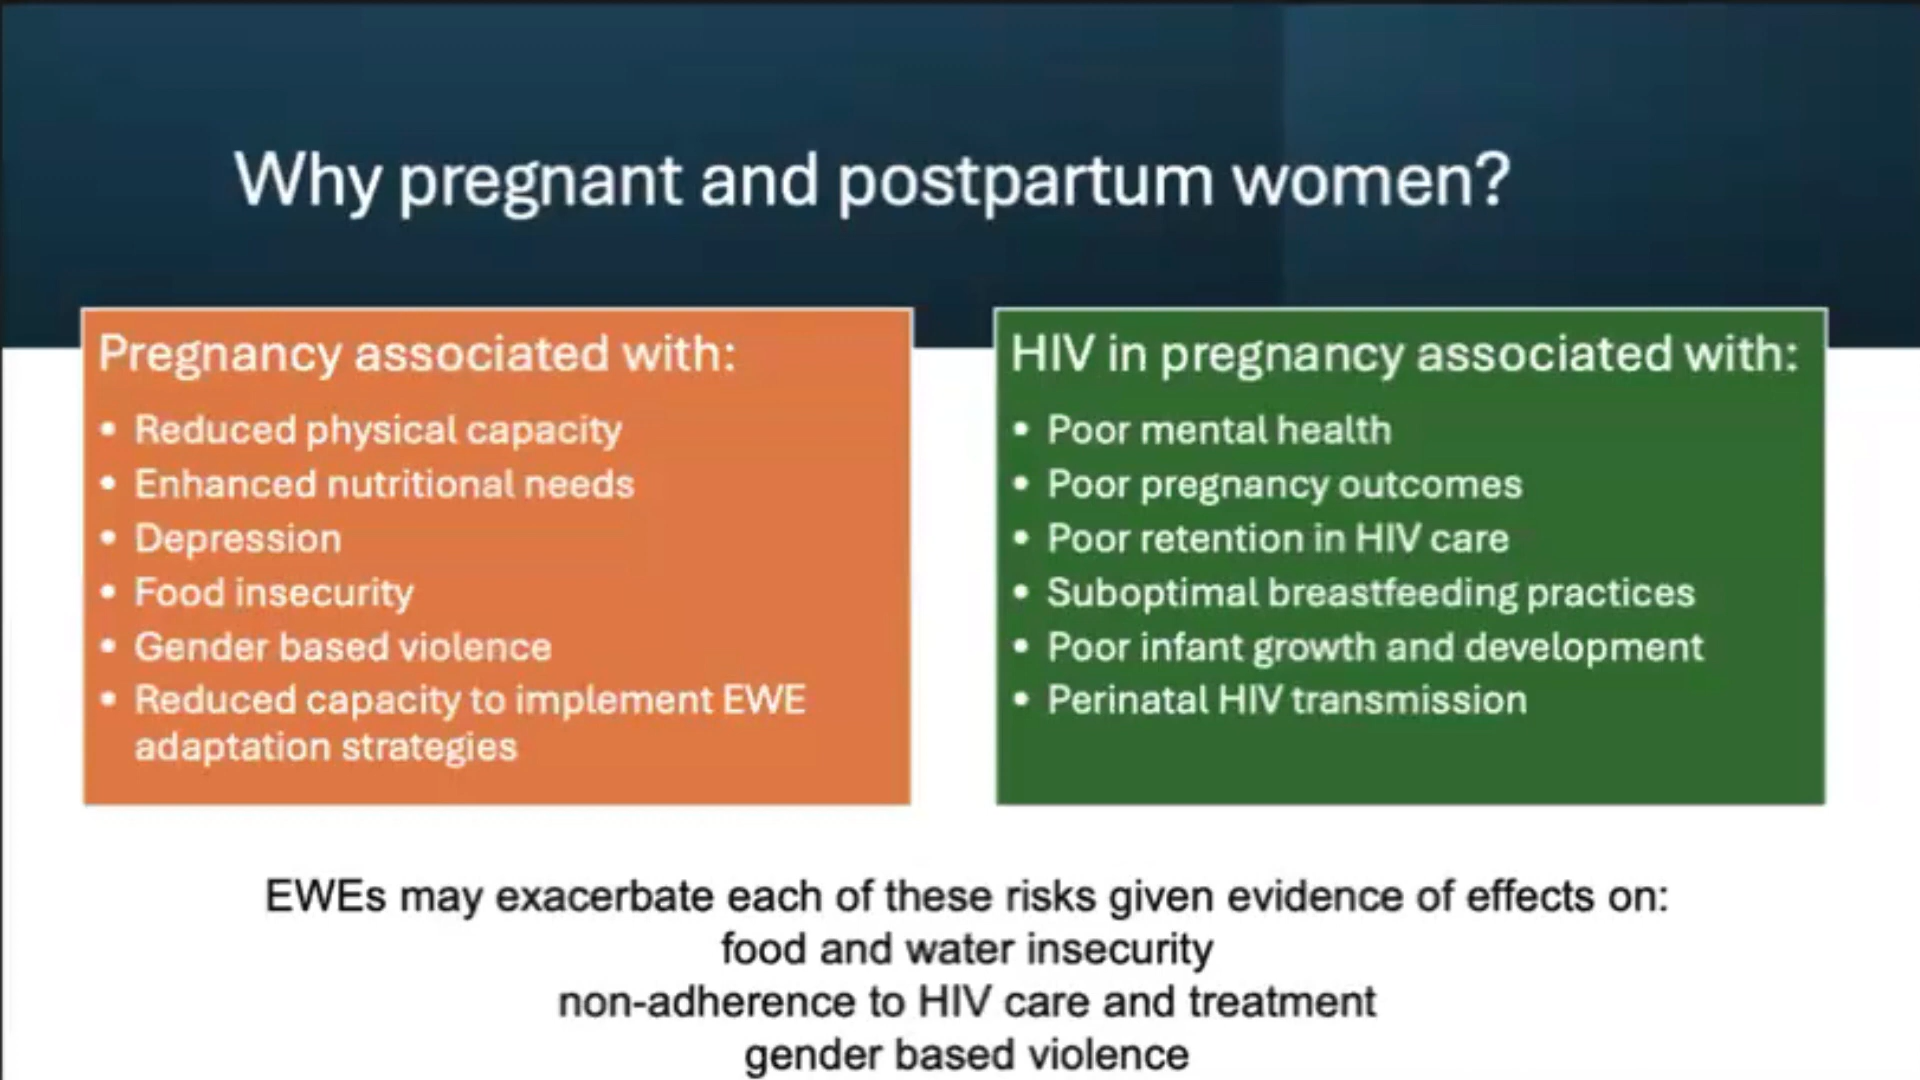 Why pregnant and postpartum women?
Pregnancy associated with:
• Reduced physical capacity
• Enhanced nutritional needs
• Depression
• Food insecurity
• Gender based violence
• Reduced capacity to implement EWE
adaptation strategies
HIV in pregnancy associated with:
• Poor mental health
• Poor pregnancy outcomes
• Poor retention in HIV care
• Suboptimal breastfeeding practices
• Poor infant growth and development
• Perinatal HIV transmission
EWEs may exacerbate each of these risks given evidence of effects on:
food and water insecurity
non-adherence to HIV care and treatment
gender based violence